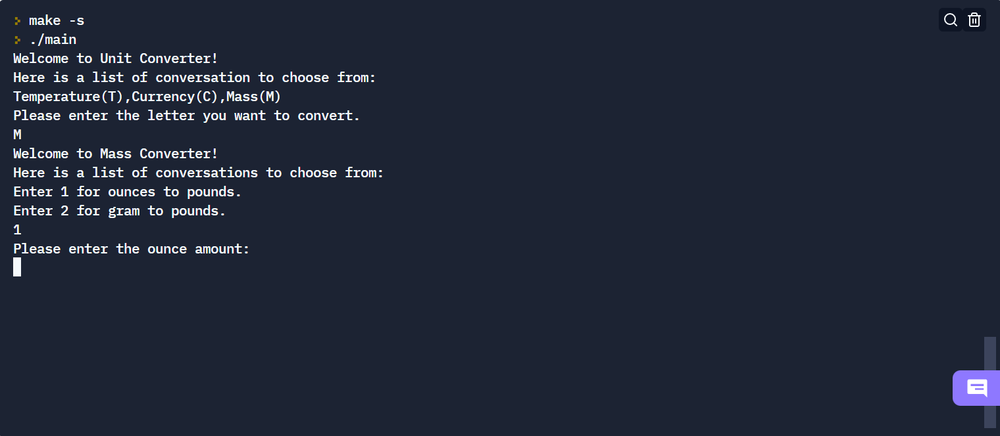 make -s
./main
Welcome to Unit Converter!
Here is a list of conversation to choose from:
Temperature(T),Currency(C),Mass(M)
Please enter the letter you want to convert.
M
Welcome to Mass Converter!
Here is a list of conversations to choose from:
Enter 1 for ounces to pounds.
Enter 2 for gram to pounds.
1
Please enter the ounce amount: